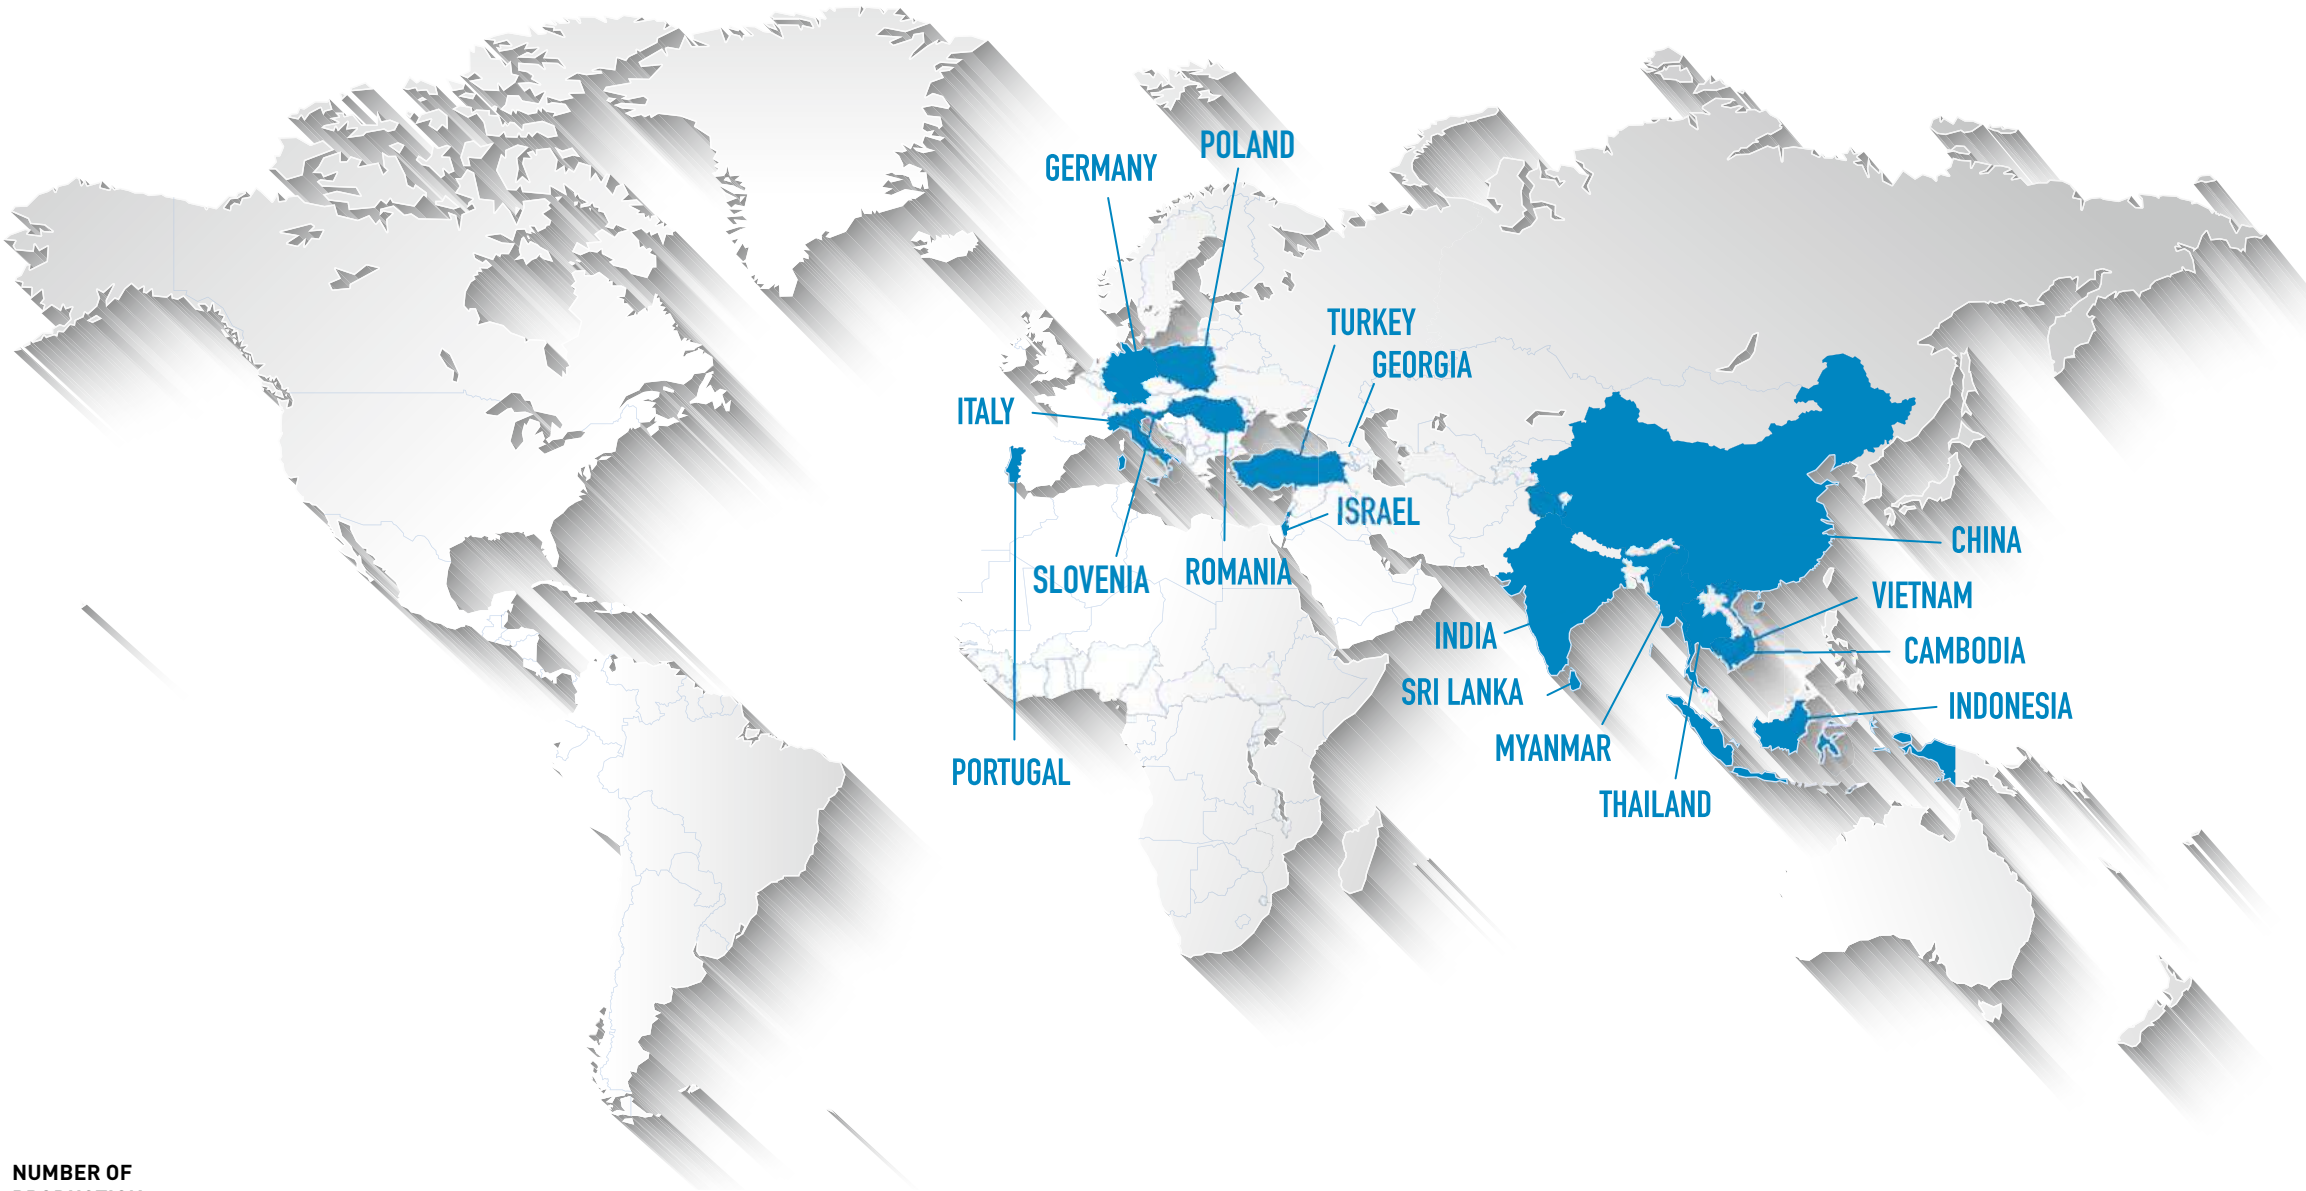 POLAND
GERMANY
TURKEY
GEORGIA
ITALY
ISRAEL
CHINA
SLOVENIA
ROMANIA
VIETNAM
INDIA
CAMBODIA
SRI LANKA
INDONESIA
MYANMAR
PORTUGAL
THAILAND
NUMBER OF